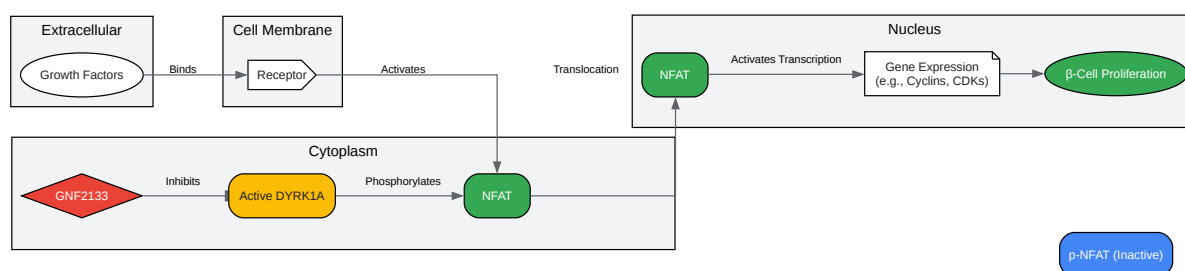 Extracellular
Growth Factors
Binds
Cell Membrane
Receptor
Activates
Translocation
Nucleus
NFAT
Activates Transcription
Gene Expression
(e.g., Cyclins, CDKs)
β-Cell Proliferation
Cytoplasm
GNF2133
Inhibits
Active DYRK1A
Phosphorylates
NFAT
p-NFAT (Inactive)